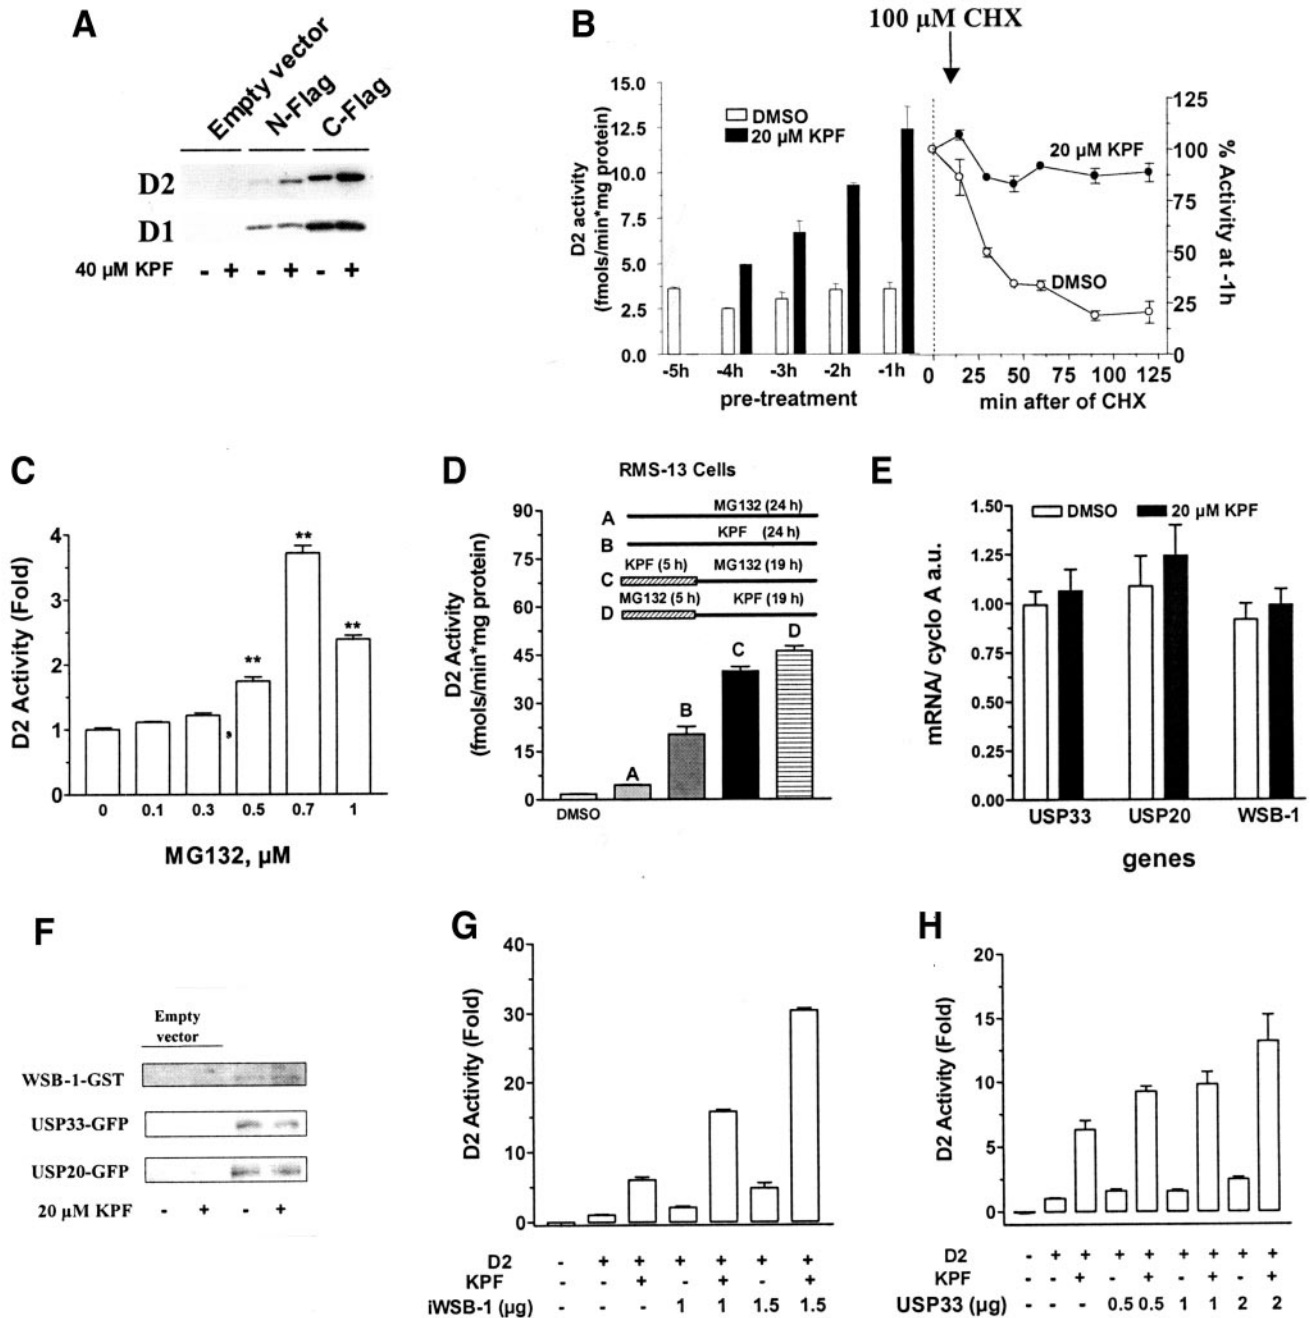 A
Empty vector
N-Flag
C-Flag
D2
D1
40 µM KPF - + - + - +
B
100 µM CHX
DMSO
20 µM KPF
D2 activity
(fmols/min*mg protein)
15.0
12.5
10.0
7.5
5.0
2.5
0.0
-5h -4h -3h -2h -1h
pre-treatment
20 µM KPF
DMSO
125
100
75
50
25
0
% Activity at -1h
0 25 50 75 100 125
min after of CHX
C
D2 Activity (Fold)
4
3
2
1
0
**
**
**
0 0.1 0.3 0.5 0.7 1
MG132, µM
D
RMS-13 Cells
D2 Activity
(fmols/min*mg protein)
90
75
60
45
30
15
0
A MG132 (24 h)
B KPF (24 h)
C KPF (5 h) MG132 (19 h)
D MG132 (5 h) KPF (19 h)
A
B
C
D
DMSO
E
mRNA/ cyclo A a.u.
1.50
1.25
1.00
0.75
0.50
0.25
0.00
DMSO 20 µM KPF
USP33 USP20 WSB-1
genes
F
Empty
vector
WSB-1-GST
USP33-GFP
USP20-GFP
20 µM KPF - + - +
G
D2 Activity (Fold)
40
30
20
10
0
D2 - + + + + + +
KPF - - + - + - +
iWSB-1 (µg) - - - 1 1 1.5 1.5
H
D2 Activity (Fold)
20
15
10
5
0
D2 - + + + + + + + +
KPF - - + - + - + - +
USP33 (µg) - - - 0.5 0.5 1 1 2 2